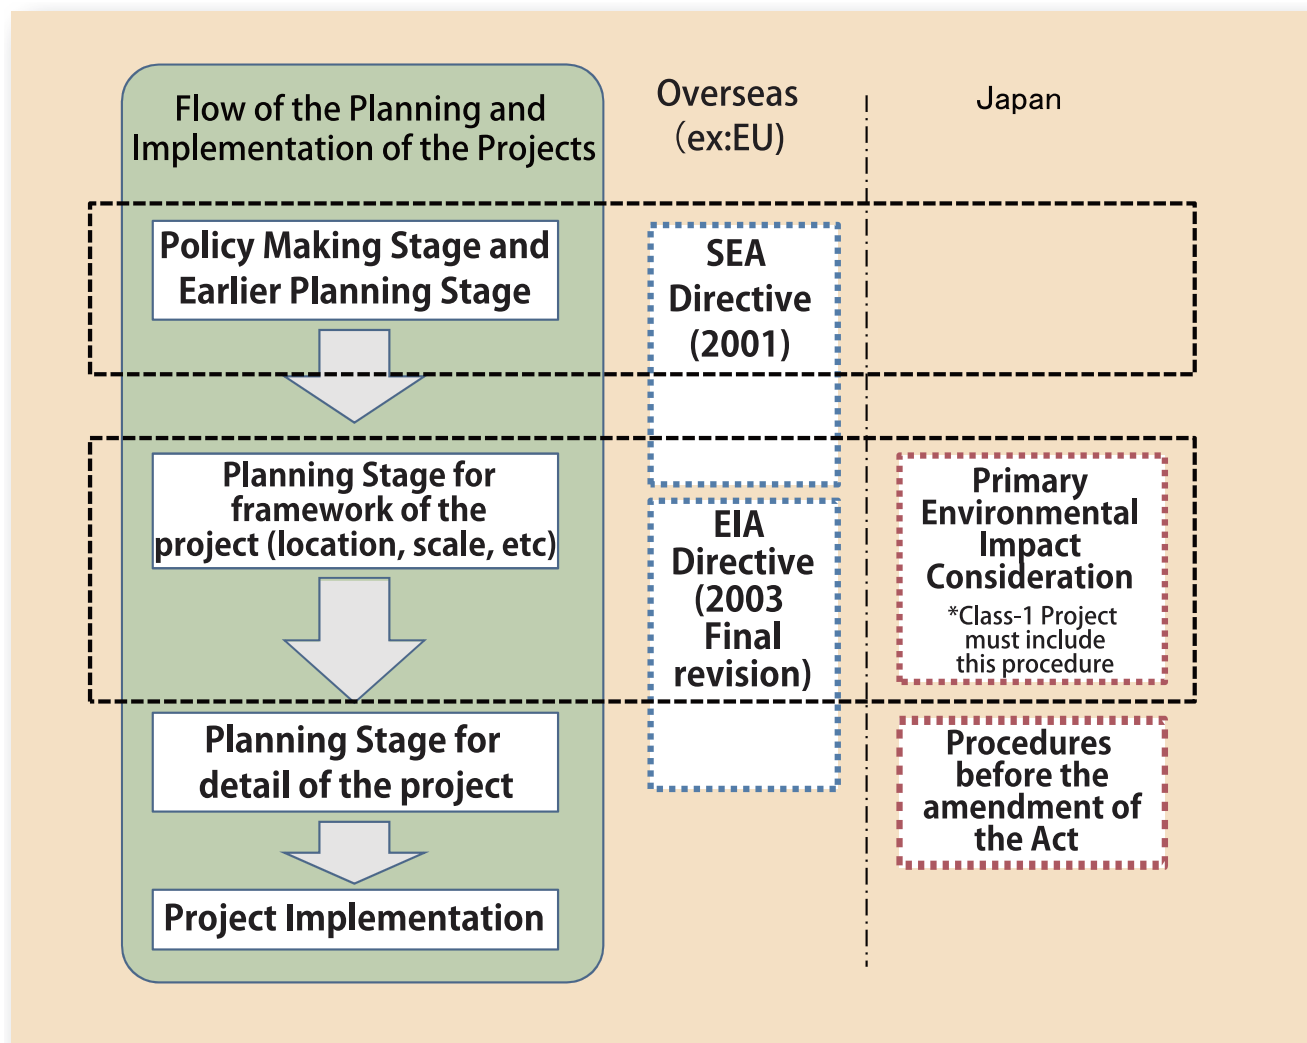 Flow of the Planning and
Implementation of the Projects
Overseas
(ex:EU)
Japan
Policy Making Stage and
Earlier Planning Stage
SEA
Directive
(2001)
Planning Stage for
framework of the
project (location, scale, etc)
EIA
Directive
(2003
Final
revision)
Primary
Environmental
Impact
Consideration
*Class-1 Project
must include
this procedure
Planning Stage for
detail of the project
Procedures
before the
amendment of
the Act
Project Implementation